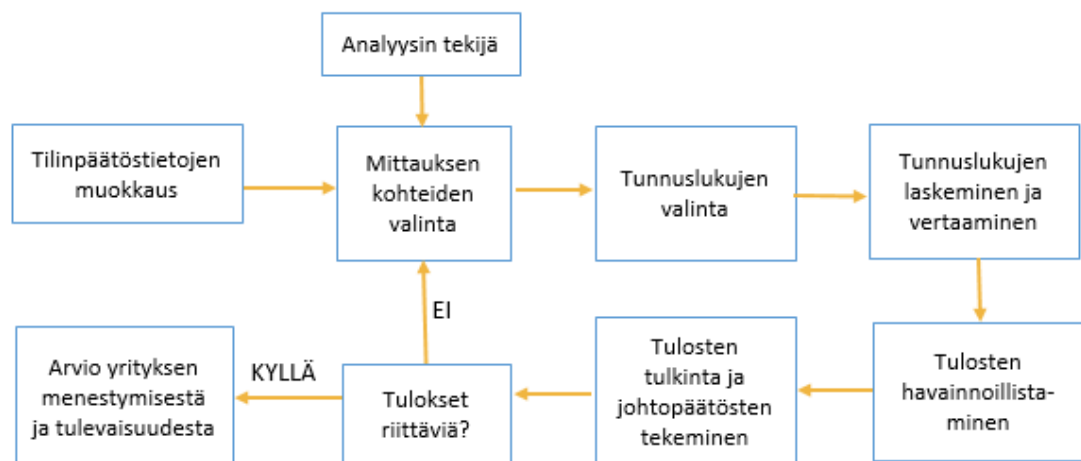 Analyysin tekijä
Tilinpäätöstietojen
muokkaus
Mittauksen
kohteiden
valinta
Tunnuslukujen
valinta
Tunnuslukujen
laskeminen ja
vertaaminen
EI
Arvio yrityksen
menestymisestä
ja tulevaisuudesta
KYLLÄ
Tulokset
riittäviä?
Tulosten
tulkinta ja
johtopäätösten
tekeminen
Tulosten
havainnoillista-
minen